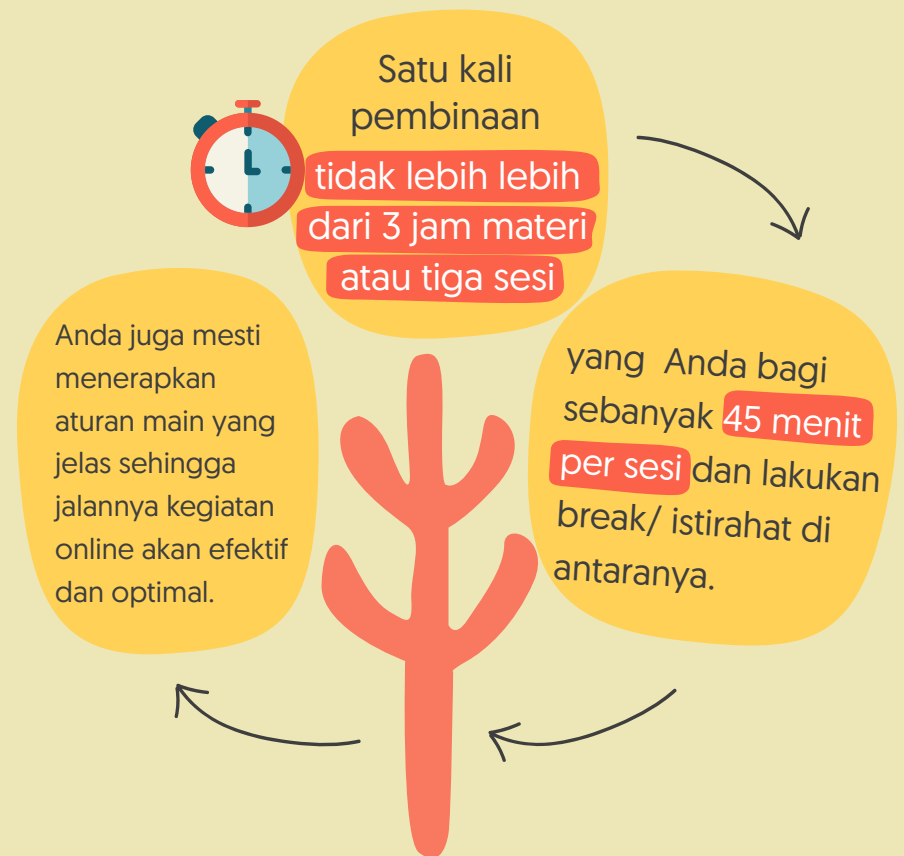 Satu kali
pembinaan
tidak lebih lebih
dari 3 jam materi
atau tiga sesi
yang Anda bagi
sebanyak 45 menit
per sesi dan lakukan
break/ istirahat di
antaranya.
Anda juga mesti
menerapkan
aturan main yang
jelas sehingga
jalannya kegiatan
online akan efektif
dan optimal.